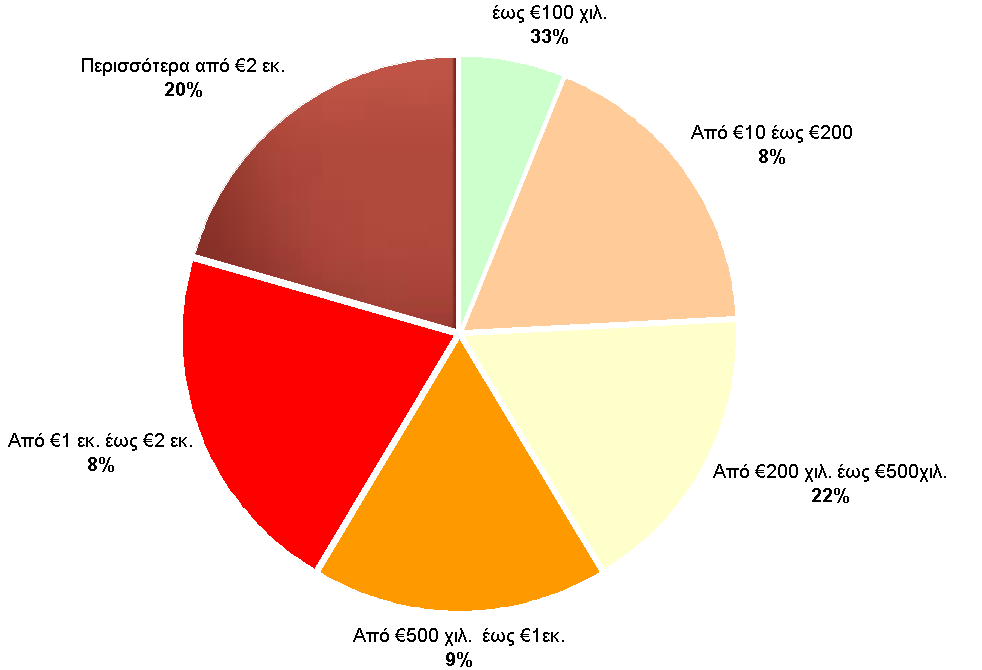 έως €100 χιλ.
33%
Περισσότερα από €2 εκ.
20%
Από €10 έως €200
8%
Από €1 εκ. έως €2 εκ.
8%
Από €200 χιλ. έως €500χιλ.
22%
Από €500 χιλ. έως €1εκ.
9%